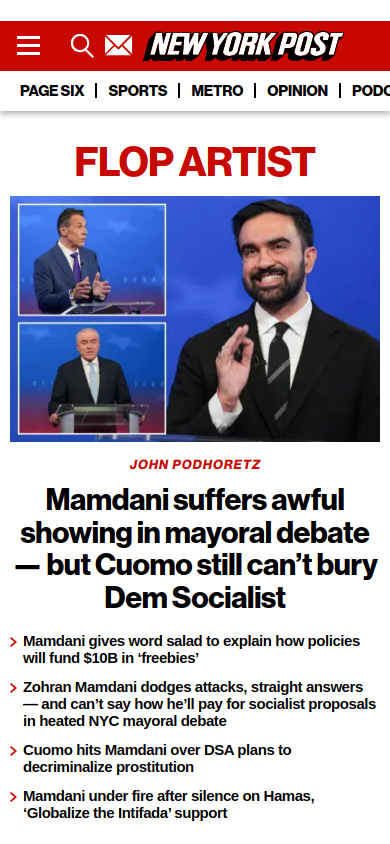 NEW YORK POST
PAGE SIX | SPORTS | METRO | OPINION | PODC
FLOP ARTIST
JOHN PODHORETZ
Mamdani suffers awful
showing in mayoral debate
— but Cuomo still can’t bury
Dem Socialist
Mamdani gives word salad to explain how policies
will fund $10B in ‘freebies’
Zohran Mamdani dodges attacks, straight answers
— and can’t say how he’ll pay for socialist proposals
in heated NYC mayoral debate
Cuomo hits Mamdani over DSA plans to
decriminalize prostitution
Mamdani under fire after silence on Hamas,
‘Globalize the Intifada’ support